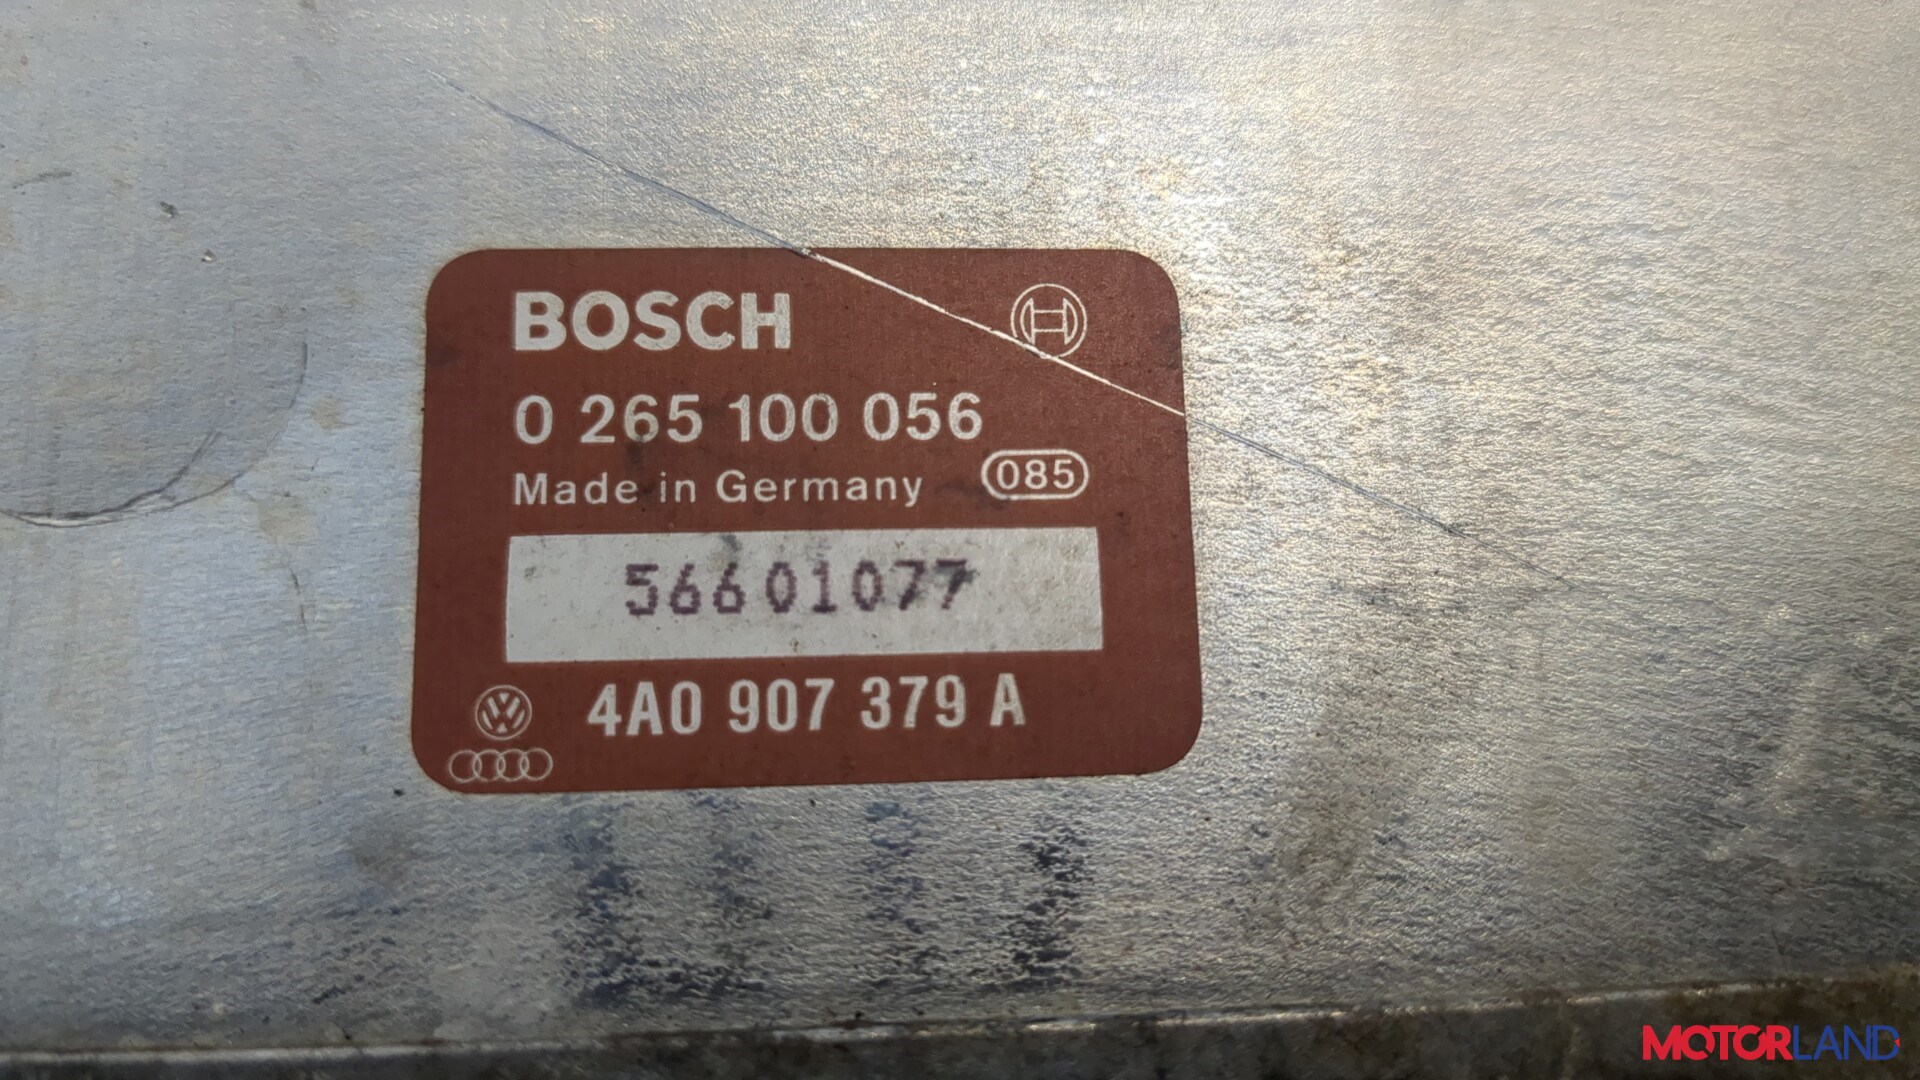 BOSCH
0 265 100 056
Made in Germany 085
56601077
4A0 907 379 A
MOTORLAND